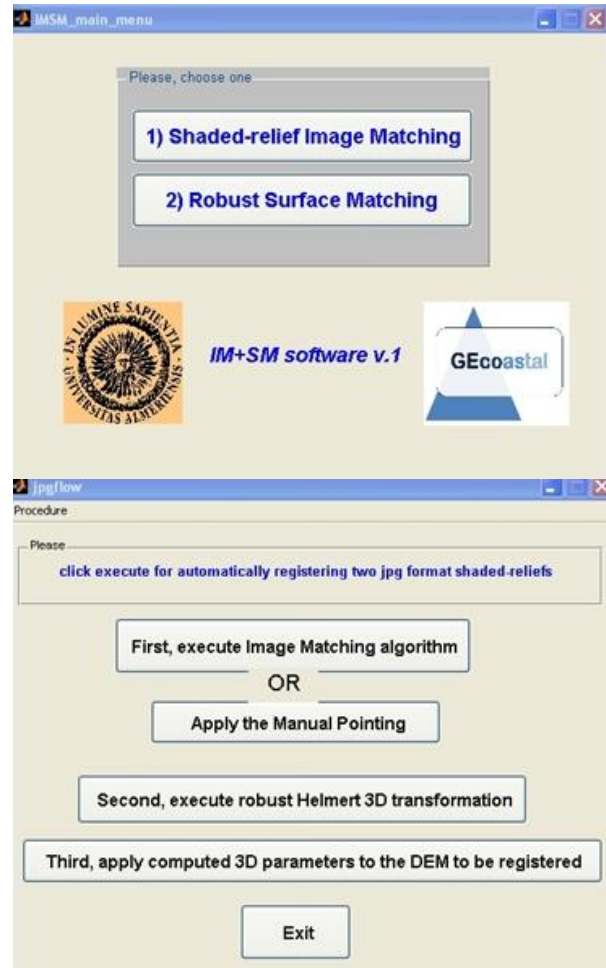 IMSM_main_menu
Please, choose one
1) Shaded-relief Image Matching
2) Robust Surface Matching
IN LUMINE SAPIENTIA
UNIVERSITAS ALMERIENSIS
IM+SM software v.1
GEcoastal
jpgflow
Procedure
Please
click execute for automatically registering two jpg format shaded-reliefs
First, execute Image Matching algorithm
OR
Apply the Manual Pointing
Second, execute robust Helmert 3D transformation
Third, apply computed 3D parameters to the DEM to be registered
Exit